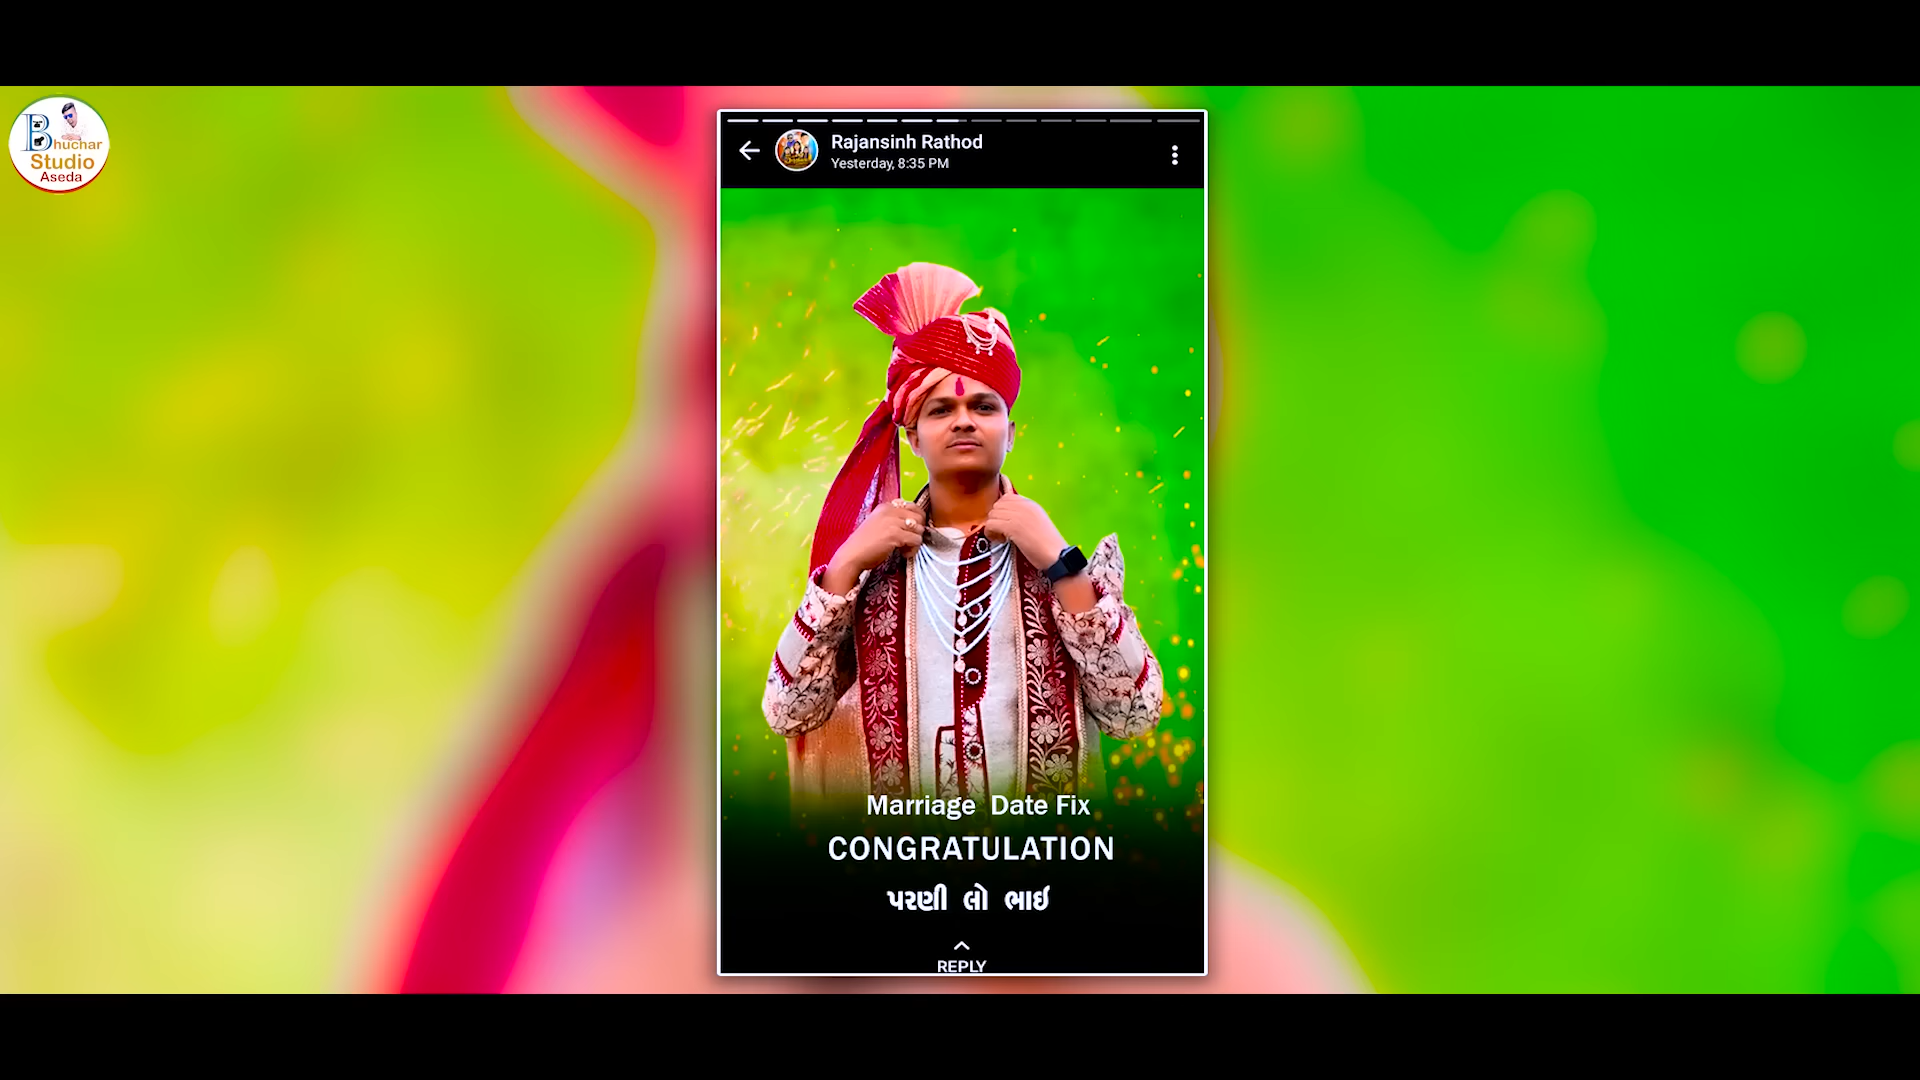 Bhuchar
Studio
Aseda
Rajansinh Rathod
Yesterday, 8:35 PM
Marriage Date Fix
CONGRATULATION
પરણી લો ભાઈ
REPLY